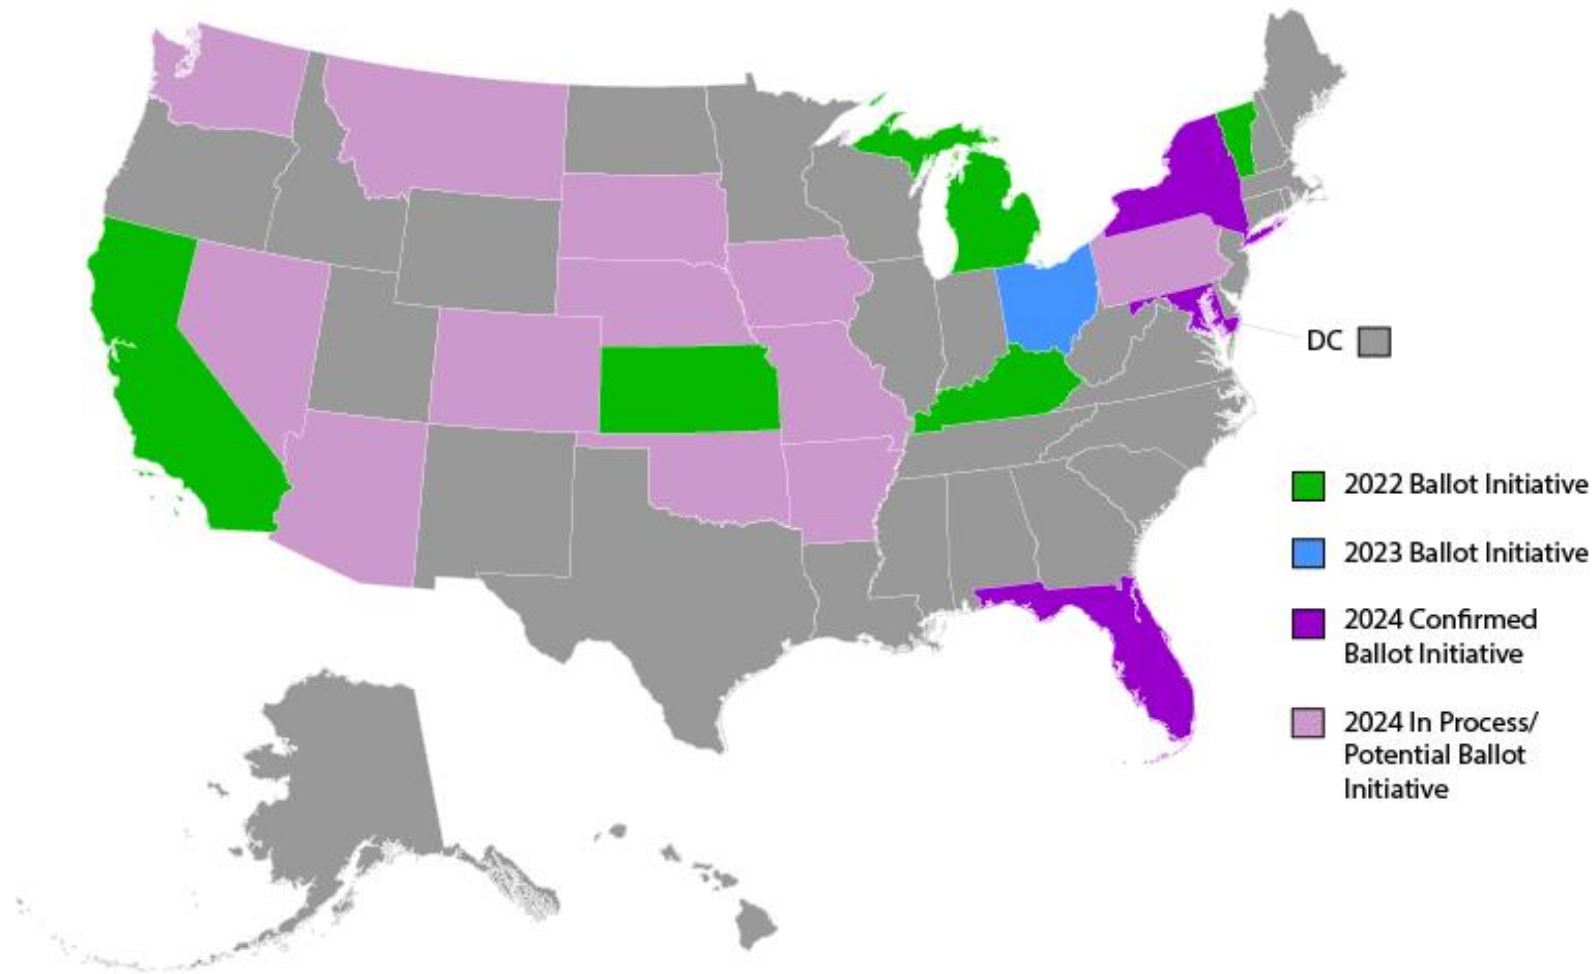 DC
2022 Ballot Initiative
2023 Ballot Initiative
2024 Confirmed
Ballot Initiative
2024 In Process/
Potential Ballot
Initiative